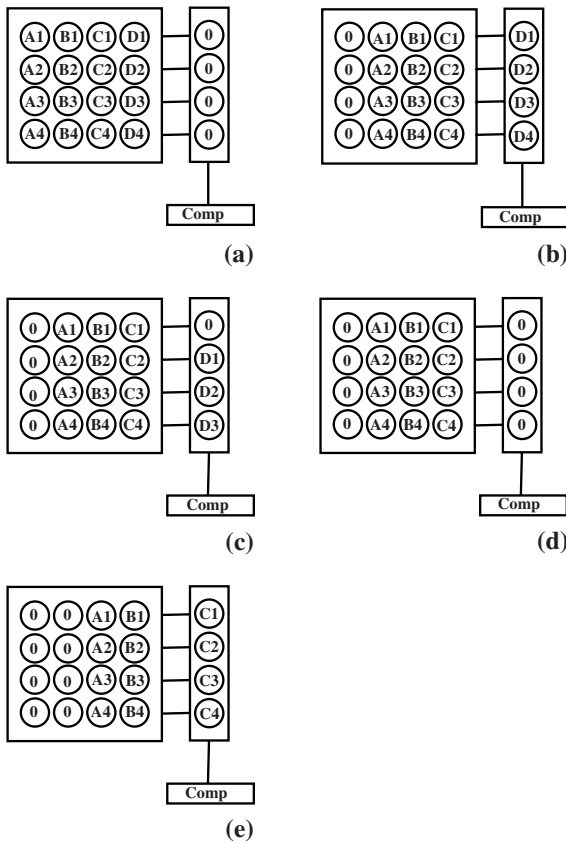 A1 B1 C1 D1 0
A2 B2 C2 D2 0
A3 B3 C3 D3 0
A4 B4 C4 D4 0
Comp
(a)
0 A1 B1 C1 D1
0 A2 B2 C2 D2
0 A3 B3 C3 D3
0 A4 B4 C4 D4
Comp
(b)
0 A1 B1 C1 0
0 A2 B2 C2 D1
0 A3 B3 C3 D2
0 A4 B4 C4 D3
Comp
(c)
0 A1 B1 C1 0
0 A2 B2 C2 0
0 A3 B3 C3 0
0 A4 B4 C4 0
Comp
(d)
0 0 A1 B1 C1
0 0 A2 B2 C2
0 0 A3 B3 C3
0 0 A4 B4 C4
Comp
(e)